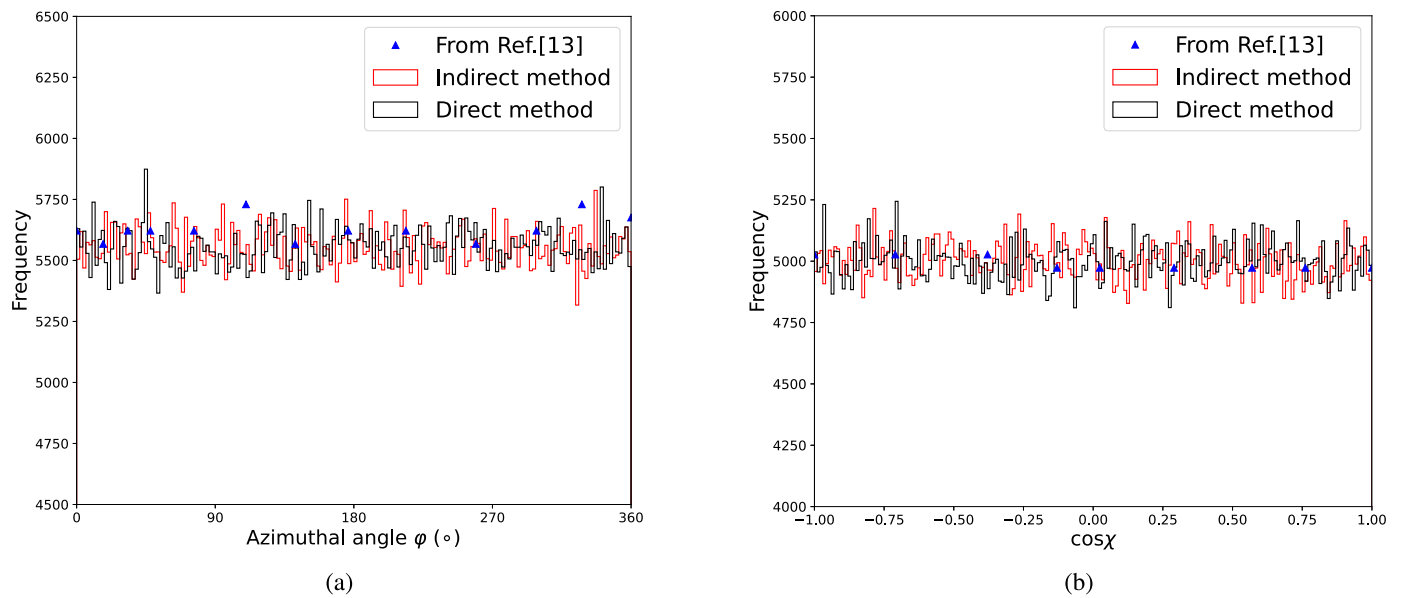 6500
6250
6000
5750
5500
5250
5000
4750
4500
Frequency
0
90
180
270
360
Azimuthal angle φ (∘)
From Ref.[13]
Indirect method
Direct method
(a)
6000
5750
5500
5250
5000
4750
4500
4250
4000
Frequency
−1.00
−0.75
−0.50
−0.25
0.00
0.25
0.50
0.75
1.00
cosχ
From Ref.[13]
Indirect method
Direct method
(b)